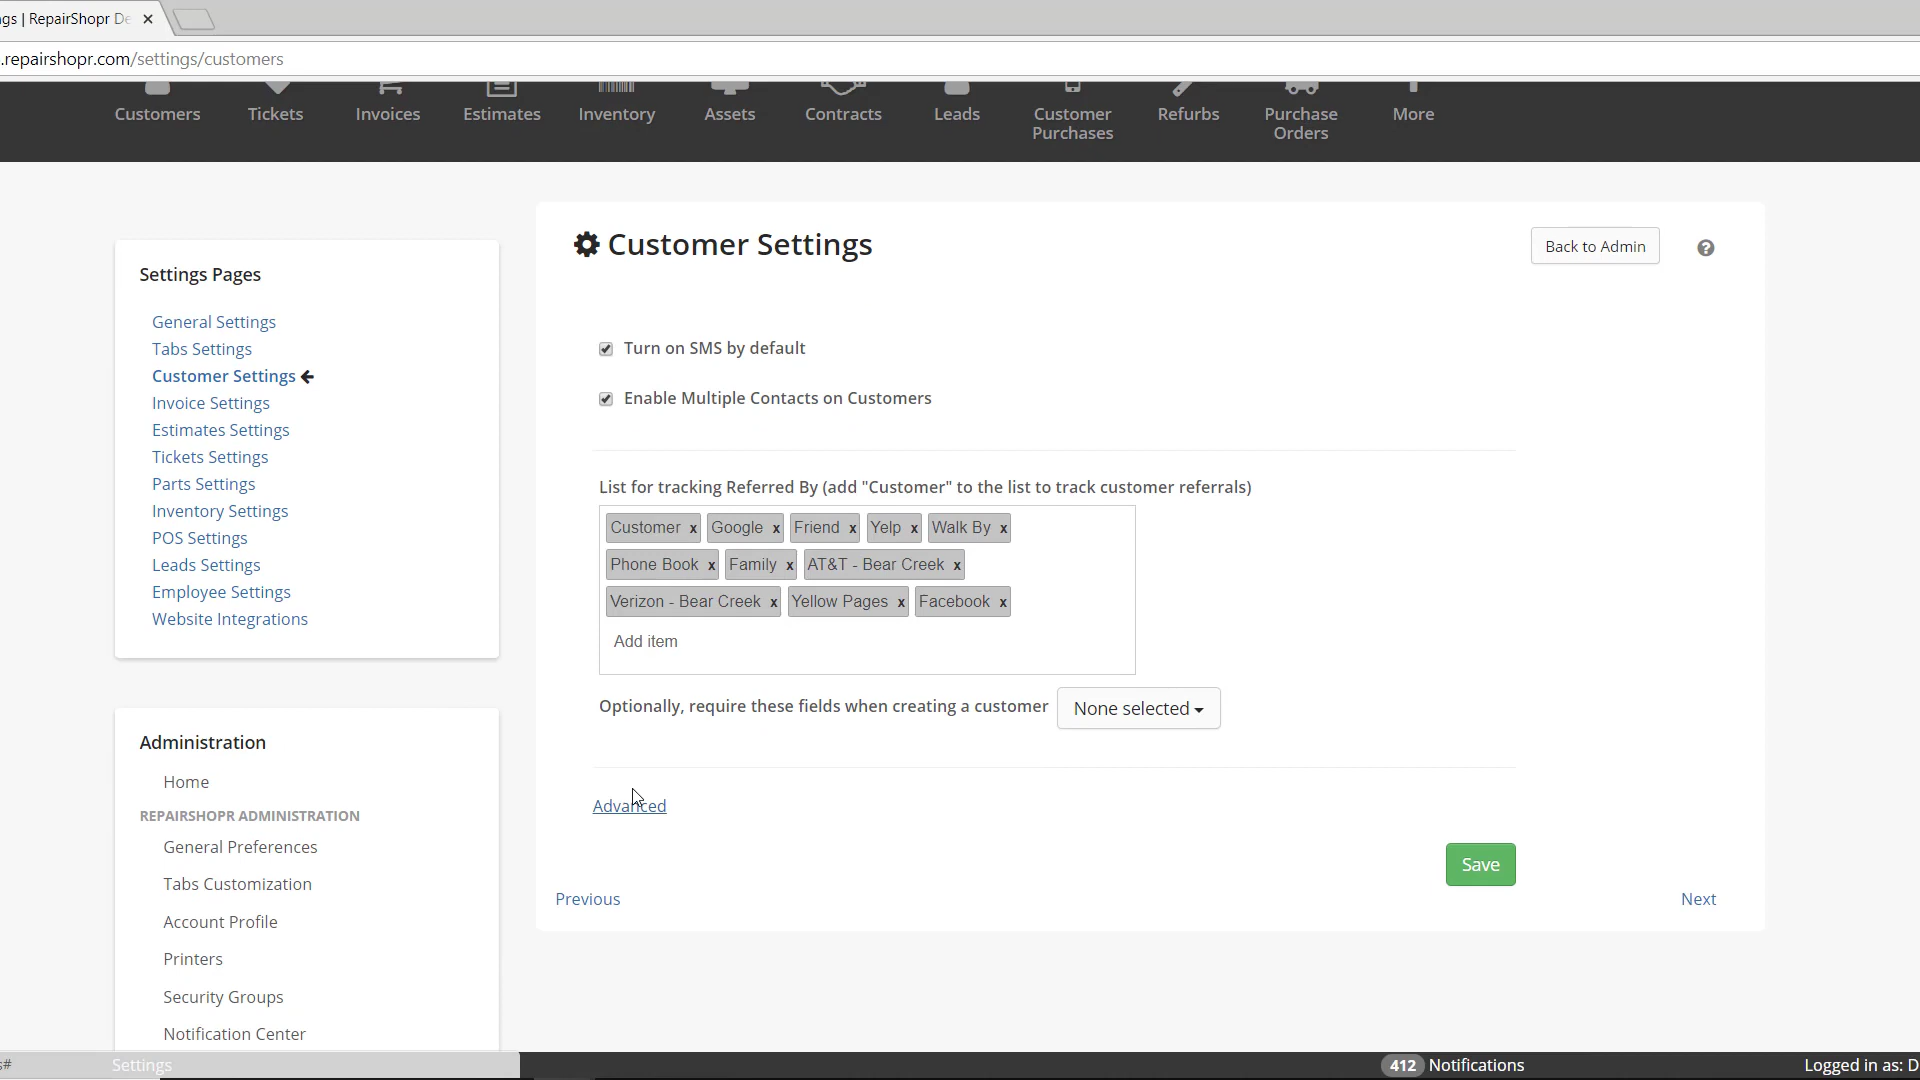 gs | RepairShopr De
.repairshopr.com/settings/customers
Customers
Tickets
Invoices
Estimates
Inventory
Assets
Contracts
Leads
Customer
Purchases
Refurbs
Purchase
Orders
More
Settings Pages
General Settings
Tabs Settings
Customer Settings
Invoice Settings
Estimates Settings
Tickets Settings
Parts Settings
Inventory Settings
POS Settings
Leads Settings
Employee Settings
Website Integrations
Administration
Home
REPAIRSHOPR ADMINISTRATION
General Preferences
Tabs Customization
Account Profile
Printers
Security Groups
Notification Center
Customer Settings
Back to Admin
Turn on SMS by default
Enable Multiple Contacts on Customers
List for tracking Referred By (add "Customer" to the list to track customer referrals)
Customer x Google x Friend x Yelp x Walk By x
Phone Book x Family x AT&T - Bear Creek x
Verizon - Bear Creek x Yellow Pages x Facebook x
Add item
Optionally, require these fields when creating a customer None selected
Advanced
Save
Previous
Next
s#
Settings
412 Notifications
Logged in as: D